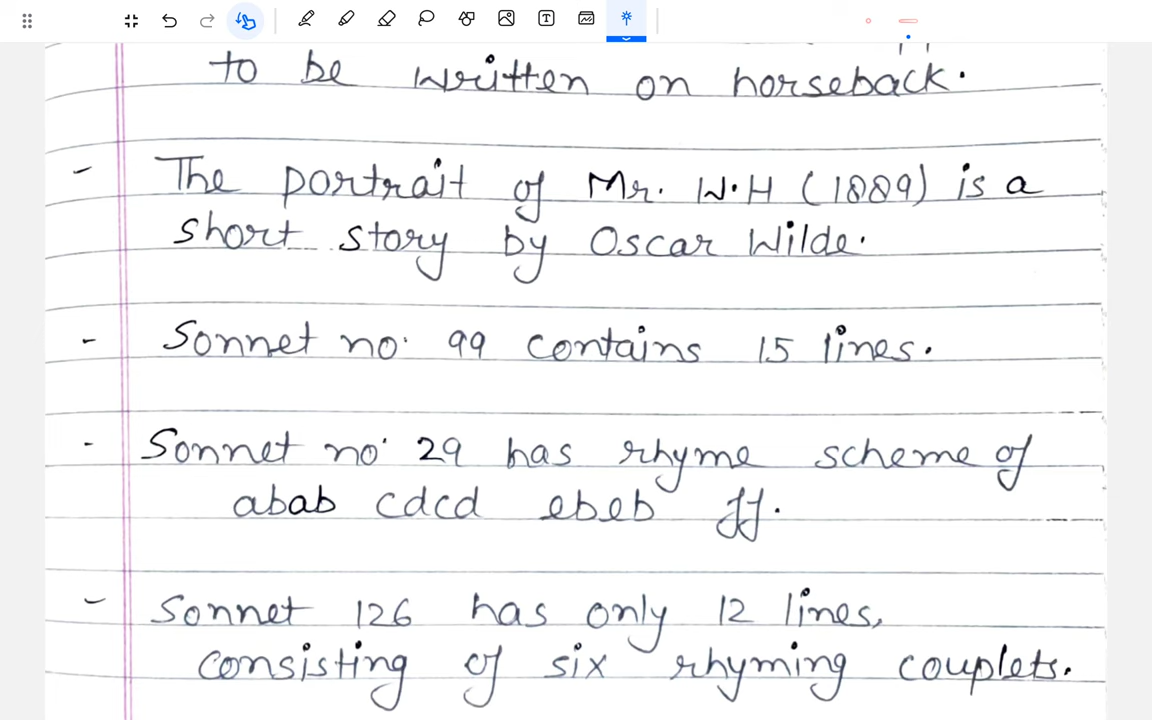 to be written on horseback.
- The portrait of Mr. W.H (1889) is a
short story by Oscar Wilde.
- Sonnet no. 99 contains 15 lines.
- Sonnet no. 29 has rhyme scheme of
abab cdcd ebeb ff.
- Sonnet 126 has only 12 lines,
consisting of six rhyming couplets.